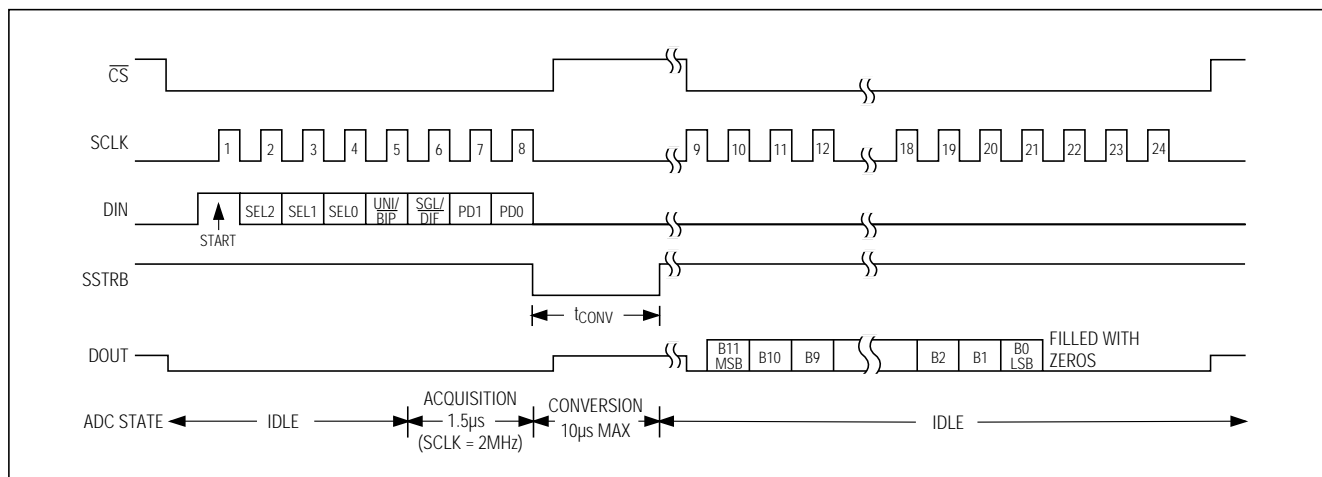 CS
SCLK
1 2 3 4 5 6 7 8 9 10 11 12 18 19 20 21 22 23 24
DIN
SEL2 SEL1 SEL0 UNI/ BIP SGL/ DIF PD1 PD0
START
SSTRB
tCONV
DOUT
B11 MSB B10 B9 B2 B1 B0 LSB
FILLED WITH
ZEROS
ADC STATE
IDLE
ACQUISITION
1.5µs
(SCLK = 2MHz)
CONVERSION
10µs MAX
IDLE